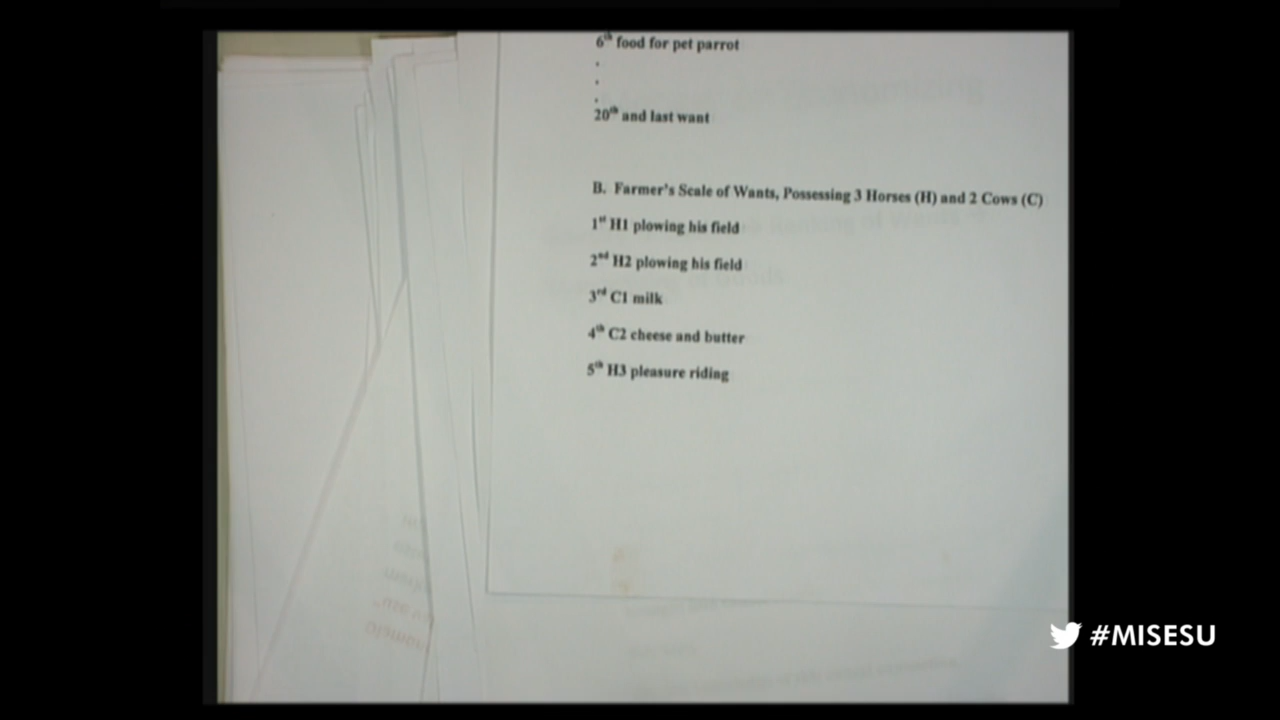 6th food for pet parrot
.
.
.
20th and last want
B. Farmer's Scale of Wants, Possessing 3 Horses (H) and 2 Cows (C)
1st H1 plowing his field
2nd H2 plowing his field
3rd C1 milk
4th C2 cheese and butter
5th H3 pleasure riding
#MISESU